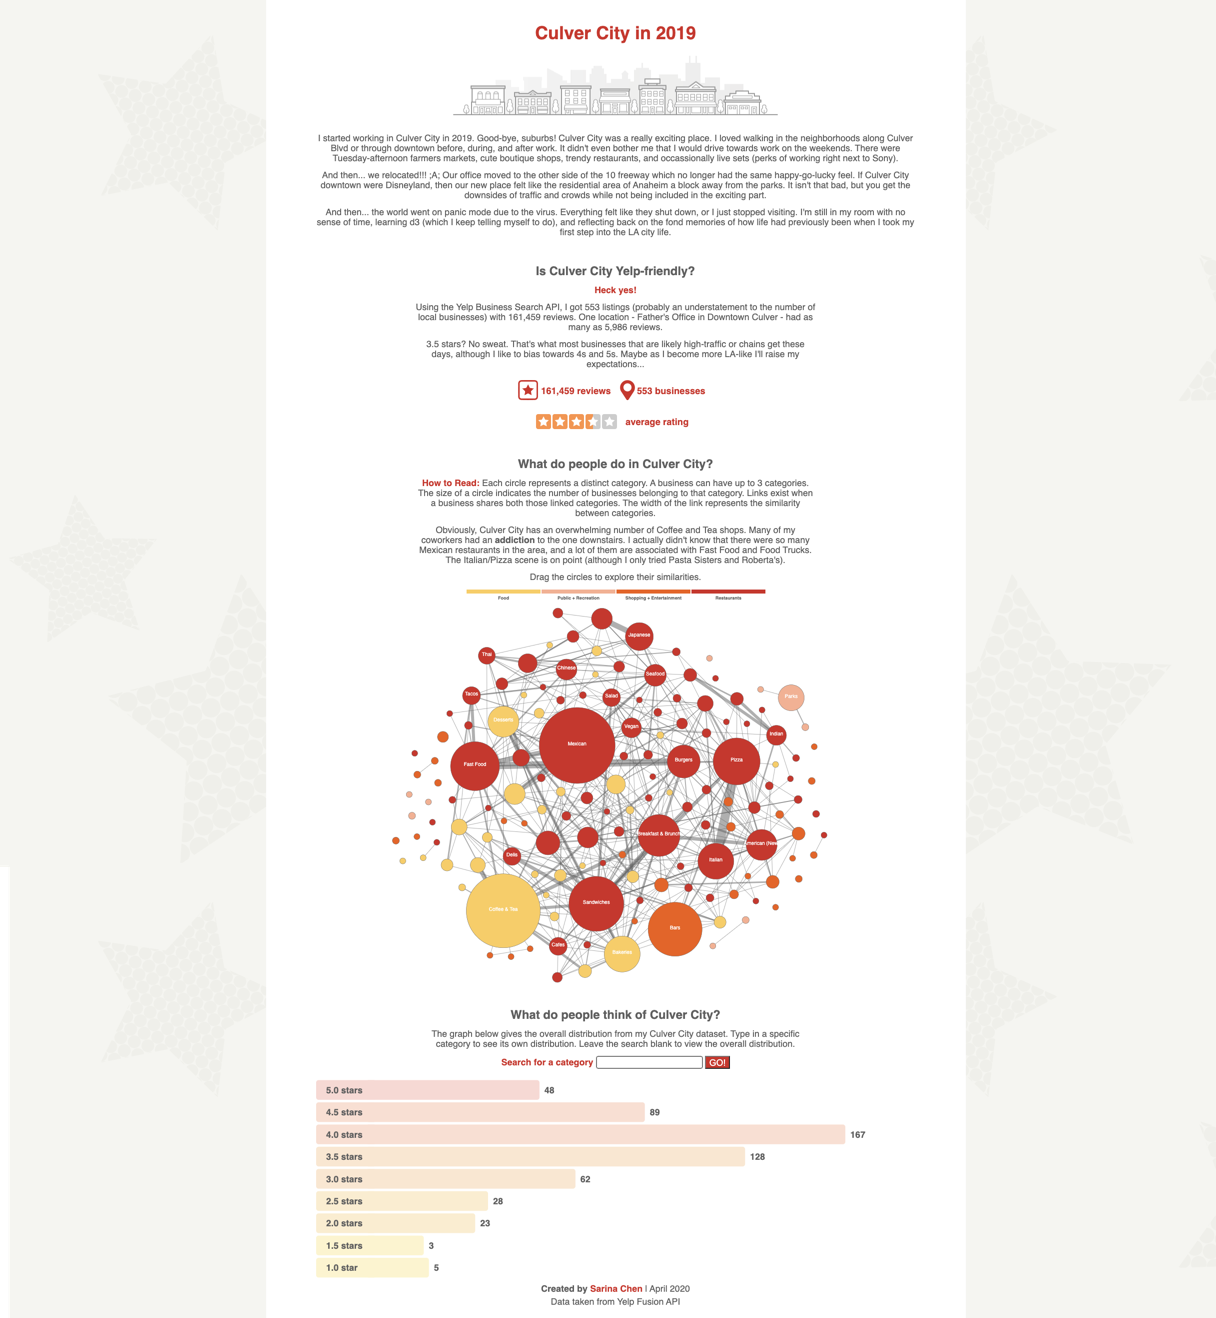 Culver City in 2019
I started working in Culver City in 2019. Good-bye, suburbs! Culver City was a really exciting place. I loved walking in the neighborhoods along Culver
Blvd or through downtown before, during, and after work. It didn't even bother me that I would drive towards work on the weekends. There were
Tuesday-afternoon farmers markets, cute boutique shops, trendy restaurants, and occassionally live sets (perks of working right next to Sony).
And then... we relocated!!! ;A; Our office moved to the other side of the 10 freeway which no longer had the same happy-go-lucky feel. If Culver City
downtown were Disneyland, then our new place felt like the residential area of Anaheim a block away from the parks. It isn't that bad, but you get the
downsides of traffic and crowds while not being included in the exciting part.
And then... the world went on panic mode due to the virus. Everything felt like they shut down, or I just stopped visiting. I'm still in my room with no
sense of time, learning d3 (which I keep telling myself to do), and reflecting back on the fond memories of how life had previously been when I took my
first step into the LA city life.
Is Culver City Yelp-friendly?
Heck yes!
Using the Yelp Business Search API, I got 553 listings (probably an understatement to the number of
local businesses) with 161,459 reviews. One location - Father's Office in Downtown Culver - had as
many as 5,986 reviews.
3.5 stars? No sweat. That's what most businesses that are likely high-traffic or chains get these
days, although I like to bias towards 4s and 5s. Maybe as I become more LA-like I'll raise my
expectations...
161,459 reviews 553 businesses
average rating
What do people do in Culver City?
How to Read: Each circle represents a distinct category. A business can have up to 3 categories.
The size of a circle indicates the number of businesses belonging to that category. Links exist when
a business shares both those linked categories. The width of the link represents the similarity
between categories.
Obviously, Culver City has an overwhelming number of Coffee and Tea shops. Many of my
coworkers had an addiction to the one downstairs. I actually didn't know that there were so many
Mexican restaurants in the area, and a lot of them are associated with Fast Food and Food Trucks.
The Italian/Pizza scene is on point (although I only tried Pasta Sisters and Roberta's).
Drag the circles to explore their similarities.
Food Public + Recreation Shopping + Entertainment Restaurants
Japanese
Thai
Chinese
Seafood
Tacos
Salad
Parks
Desserts
Vegan
Indian
Mexican
Fast Food
Burgers
Pizza
Breakfast & Brunch
American (New
Delis
Italian
Sandwiches
Coffee & Tea
Bars
Cafes
What do people think of Culver City?
The graph below gives the overall distribution from my Culver City dataset. Type in a specific
category to see its own distribution. Leave the search blank to view the overall distribution.
Search for a category GO!
5.0 stars 48
4.5 stars 89
4.0 stars 167
3.5 stars 128
3.0 stars 62
2.5 stars 28
2.0 stars 23
1.5 stars 3
1.0 star 5
Created by Sarina Chen | April 2020
Data taken from Yelp Fusion API